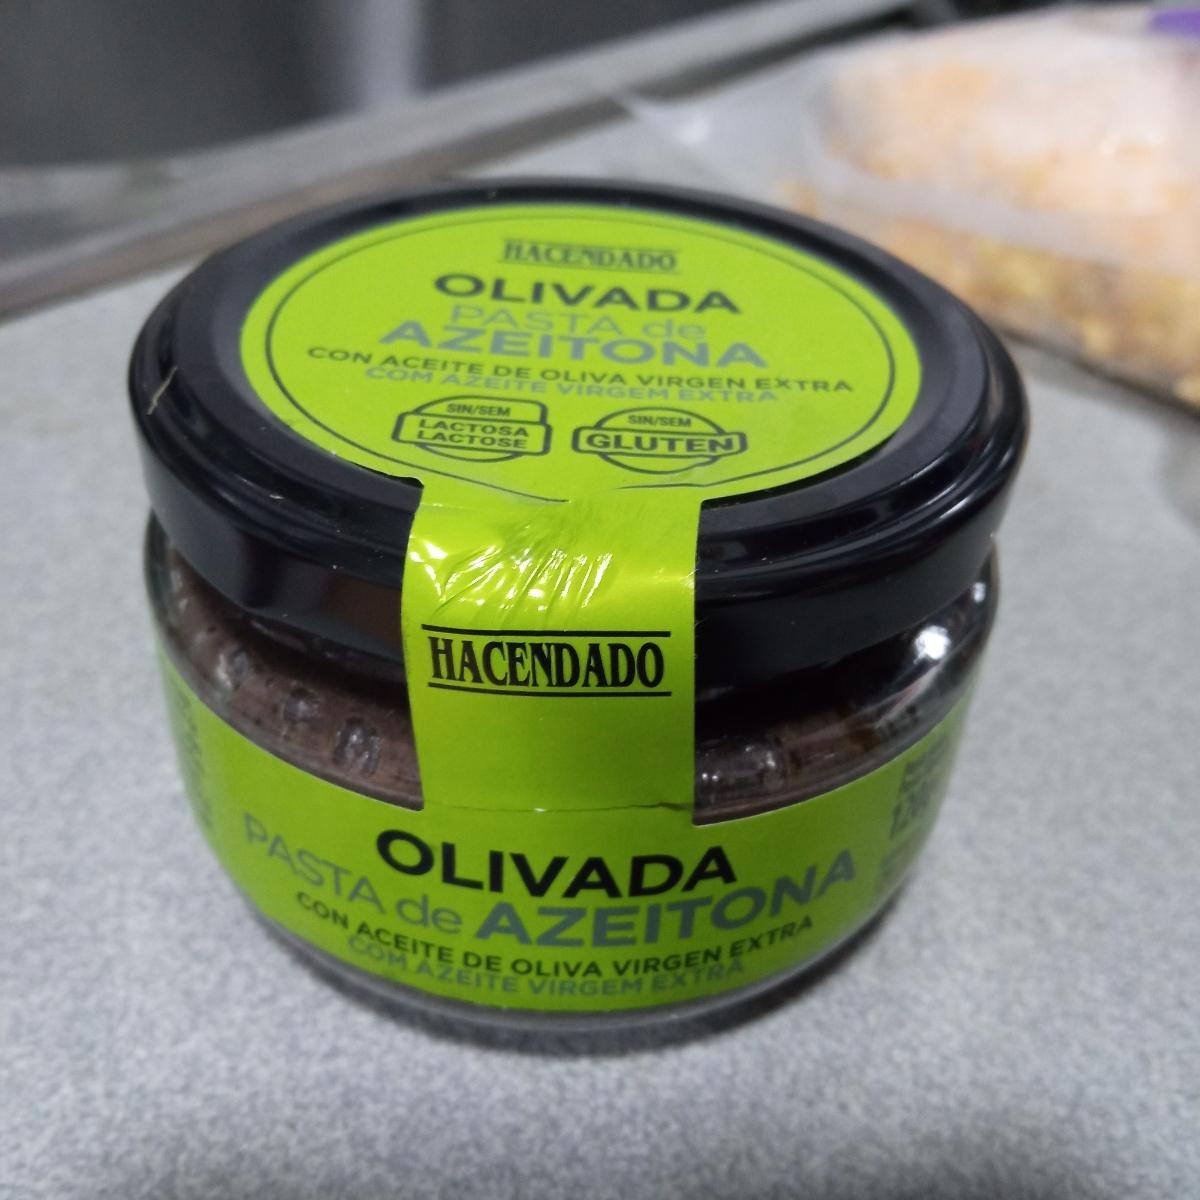 HACENDADO
OLIVADA
PASTA de
AZEITONA
CON ACEITE DE OLIVA VIRGEN EXTRA
COM AZEITE VIRGEM EXTRA
SIN/SEM
LACTOSA
LACTOSE
SIN/SEM
GLUTEN
HACENDADO
OLIVADA
PASTA de AZEITONA
CON ACEITE DE OLIVA VIRGEN EXTRA
COM AZEITE VIRGEM EXTRA